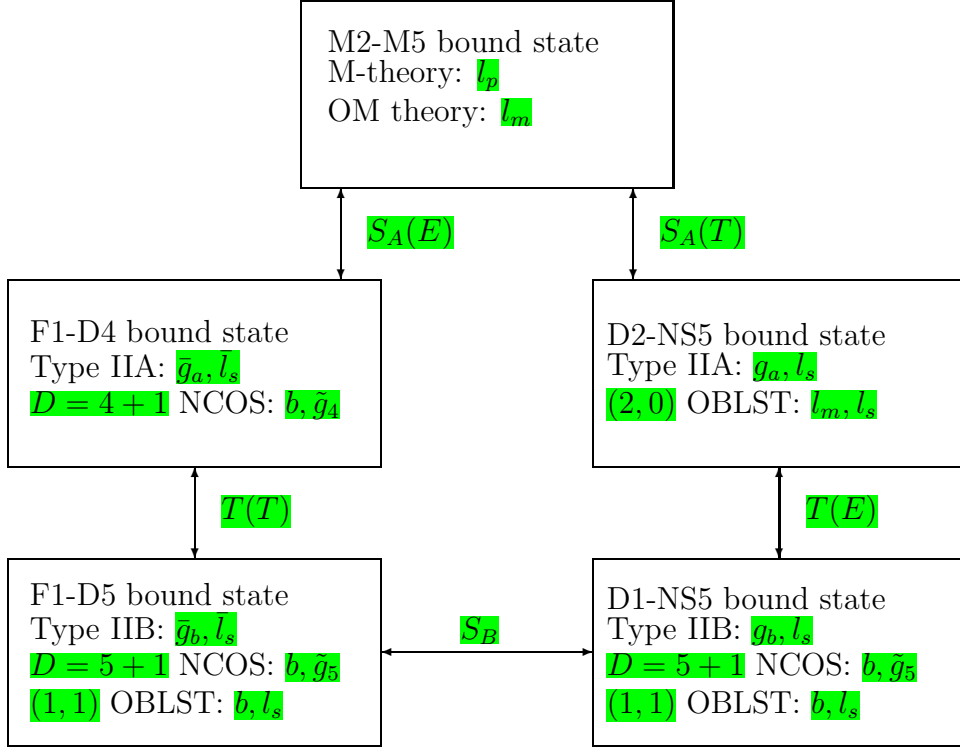 M2-M5 bound state
M-theory: l_p
OM theory: l_m
S_A(E)
S_A(T)
F1-D4 bound state
Type IIA: ḡ_a, l̄_s
D = 4 + 1 NCOS: b, g̃_4
D2-NS5 bound state
Type IIA: g_a, l_s
(2, 0) OBLST: l_m, l_s
T(T)
T(E)
F1-D5 bound state
Type IIB: ḡ_b, l̄_s
D = 5 + 1 NCOS: b, g̃_5
(1, 1) OBLST: b, l_s
S_B
D1-NS5 bound state
Type IIB: g_b, l_s
D = 5 + 1 NCOS: b, g̃_5
(1, 1) OBLST: b, l_s